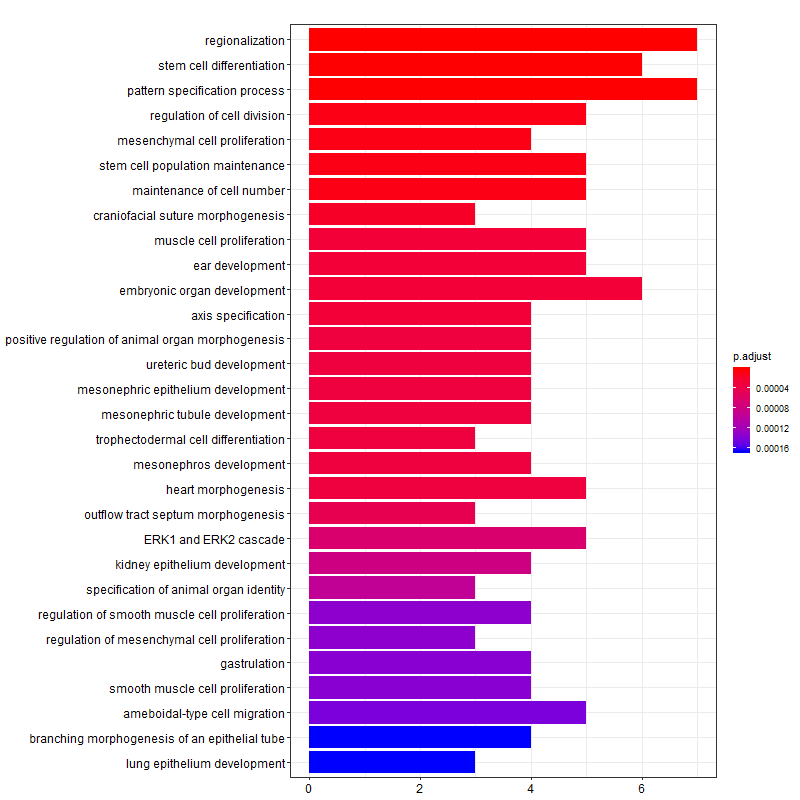 regionalization
stem cell differentiation
pattern specification process
regulation of cell division
mesenchymal cell proliferation
stem cell population maintenance
maintenance of cell number
craniofacial suture morphogenesis
muscle cell proliferation
ear development
embryonic organ development
axis specification
positive regulation of animal organ morphogenesis
ureteric bud development
mesonephric epithelium development
mesonephric tubule development
trophectodermal cell differentiation
mesonephros development
heart morphogenesis
outflow tract septum morphogenesis
ERK1 and ERK2 cascade
kidney epithelium development
specification of animal organ identity
regulation of smooth muscle cell proliferation
regulation of mesenchymal cell proliferation
gastrulation
smooth muscle cell proliferation
ameboidal-type cell migration
branching morphogenesis of an epithelial tube
lung epithelium development
0 2 4 6
p.adjust
0.00004
0.00008
0.00012
0.00016